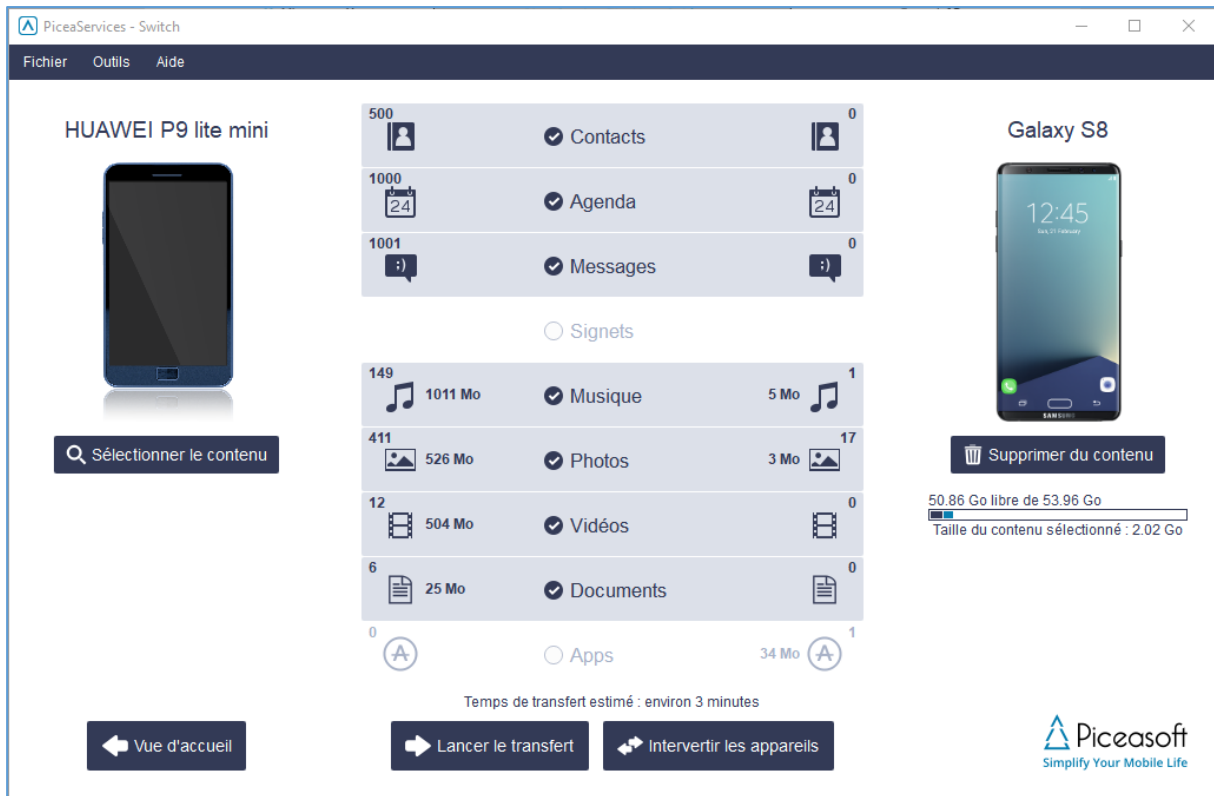 PiceaServices - Switch
Fichier Outils Aide
HUAWEI P9 lite mini
Sélectionner le contenu
500 Contacts 0
1000 24 Agenda 24 0
1001 ;) Messages ;) 0
Signets
149 1011 Mo Musique 5 Mo 1
411 526 Mo Photos 3 Mo 17
12 504 Mo Vidéos 0
6 25 Mo Documents 0
0 Apps 34 Mo 1
Galaxy S8
12:45
Sun, 21 February
SAMSUNG
Supprimer du contenu
50.86 Go libre de 53.96 Go
Taille du contenu sélectionné : 2.02 Go
Temps de transfert estimé : environ 3 minutes
Vue d'accueil
Lancer le transfert
Intervertir les appareils
Piceasoft
Simplify Your Mobile Life